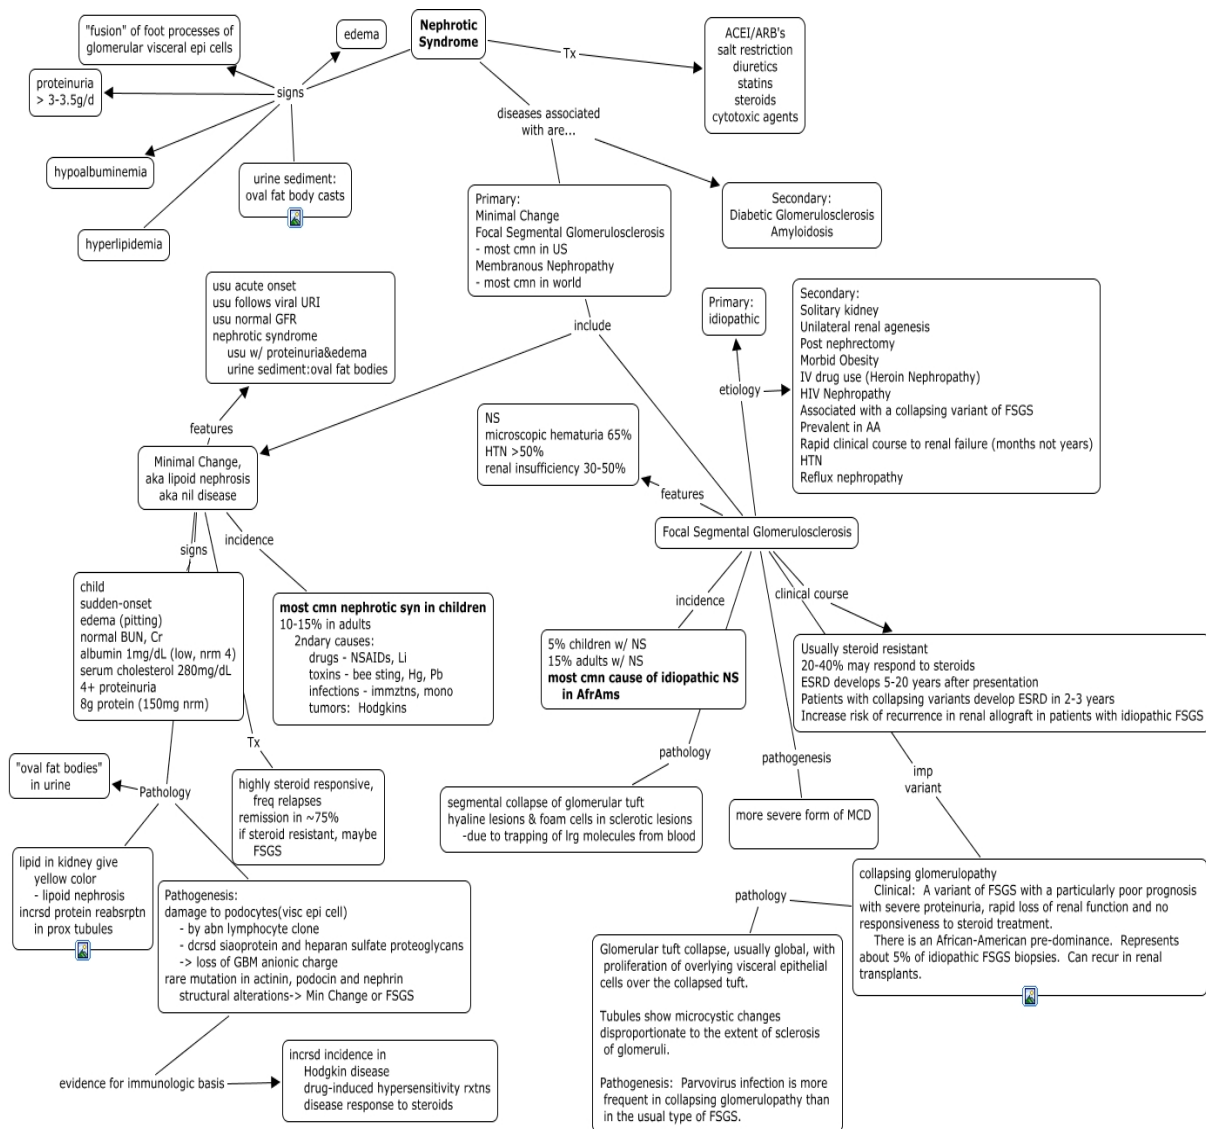 Nephrotic
Syndrome
"fusion" of foot processes of
glomerular visceral epi cells
edema
proteinuria
> 3-3.5g/d
signs
hypoalbuminemia
urine sediment:
oval fat body casts
hyperlipidemia
Tx
ACEI/ARB's
salt restriction
diuretics
statins
steroids
cytotoxic agents
diseases associated
with are...
Primary:
Minimal Change
Focal Segmental Glomerulosclerosis
- most cmn in US
Membranous Nephropathy
- most cmn in world
Secondary:
Diabetic Glomerulosclerosis
Amyloidosis
include
usu acute onset
usu follows viral URI
usu normal GFR
nephrotic syndrome
usu w/ proteinuria&edema
urine sediment:oval fat bodies
features
Minimal Change,
aka lipoid nephrosis
aka nil disease
signs
incidence
child
sudden-onset
edema (pitting)
normal BUN, Cr
albumin 1mg/dL (low, nrm 4)
serum cholesterol 280mg/dL
4+ proteinuria
8g protein (150mg nrm)
most cmn nephrotic syn in children
10-15% in adults
2ndary causes:
drugs - NSAIDs, Li
toxins - bee sting, Hg, Pb
infections - immztns, mono
tumors: Hodgkins
Tx
highly steroid responsive,
freq relapses
remission in ~75%
if steroid resistant, maybe
FSGS
Pathology
"oval fat bodies"
in urine
lipid in kidney give
yellow color
- lipoid nephrosis
incrsd protein reabsrptn
in prox tubules
Pathogenesis:
damage to podocytes(visc epi cell)
- by abn lymphocyte clone
- dcrsd siaoprotein and heparan sulfate proteoglycans
-> loss of GBM anionic charge
rare mutation in actinin, podocin and nephrin
structural alterations-> Min Change or FSGS
evidence for immunologic basis
incrsd incidence in
Hodgkin disease
drug-induced hypersensitivity rxtns
disease response to steroids
Primary:
idiopathic
etiology
Secondary:
Solitary kidney
Unilateral renal agenesis
Post nephrectomy
Morbid Obesity
IV drug use (Heroin Nephropathy)
HIV Nephropathy
Associated with a collapsing variant of FSGS
Prevalent in AA
Rapid clinical course to renal failure (months not years)
HTN
Reflux nephropathy
NS
microscopic hematuria 65%
HTN >50%
renal insufficiency 30-50%
features
Focal Segmental Glomerulosclerosis
incidence
clinical course
5% children w/ NS
15% adults w/ NS
most cmn cause of idiopathic NS
in AfrAms
Usually steroid resistant
20-40% may respond to steroids
ESRD develops 5-20 years after presentation
Patients with collapsing variants develop ESRD in 2-3 years
Increase risk of recurrence in renal allograft in patients with idiopathic FSGS
pathology
segmental collapse of glomerular tuft
hyaline lesions & foam cells in sclerotic lesions
-due to trapping of lrg molecules from blood
pathogenesis
more severe form of MCD
imp
variant
collapsing glomerulopathy
Clinical: A variant of FSGS with a particularly poor prognosis
with severe proteinuria, rapid loss of renal function and no
responsiveness to steroid treatment.
There is an African-American pre-dominance. Represents
about 5% of idiopathic FSGS biopsies. Can recur in renal
transplants.
pathology
Glomerular tuft collapse, usually global, with
proliferation of overlying visceral epithelial
cells over the collapsed tuft.
Tubules show microcystic changes
disproportionate to the extent of sclerosis
of glomeruli.
Pathogenesis: Parvovirus infection is more
frequent in collapsing glomerulopathy than
in the usual type of FSGS.